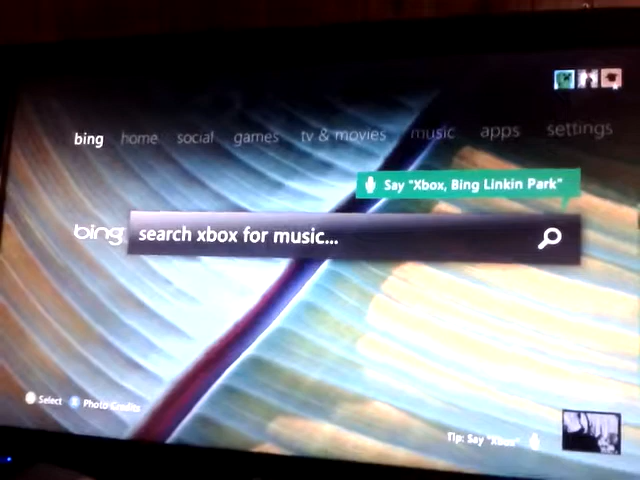 bing home social games tv & movies music apps settings
Say "Xbox, Bing Linkin Park"
bing search xbox for music...
Select Photo Credits
Tip: Say "Xbox"